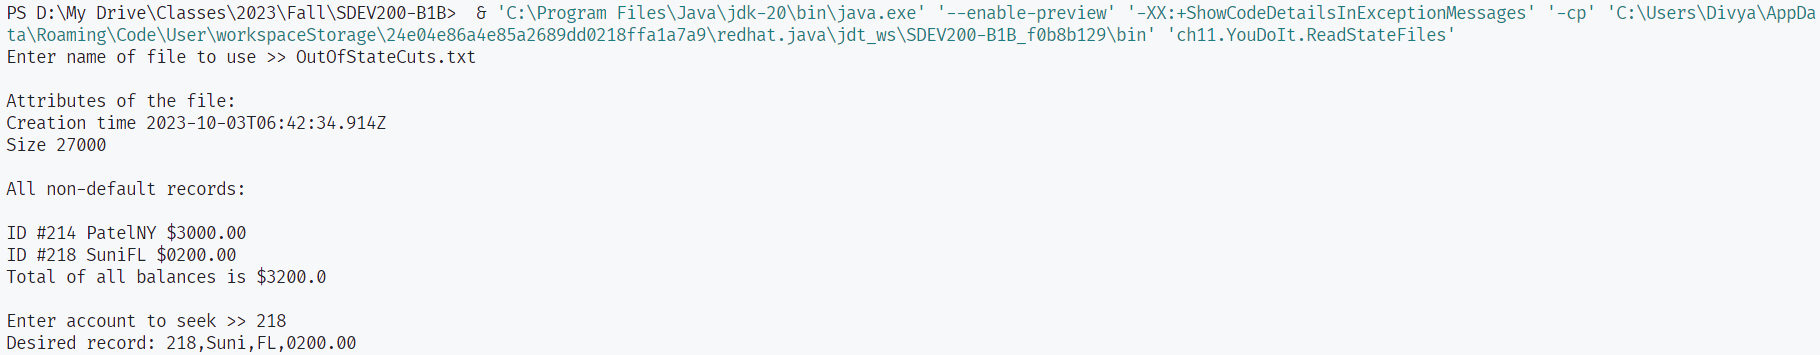 PS D:\My Drive\Classes\2023\Fall\SDEV200-B1B>  & 'C:\Program Files\Java\jdk-20\bin\java.exe' '--enable-preview' '-XX:+ShowCodeDetailsInExceptionMessages' '-cp' 'C:\Users\Divya\AppDa
ta\Roaming\Code\User\workspaceStorage\24e04e86a4e85a2689dd0218ffa1a7a9\redhat.java\jdt_ws\SDEV200-B1B_f0b8b129\bin' 'ch11.YouDoIt.ReadStateFiles'
Enter name of file to use >> OutOfStateCuts.txt
Attributes of the file:
Creation time 2023-10-03T06:42:34.914Z
Size 27000
All non-default records:
ID #214 PatelNY $3000.00
ID #218 SuniFL $0200.00
Total of all balances is $3200.0
Enter account to seek >> 218
Desired record: 218,Suni,FL,0200.00